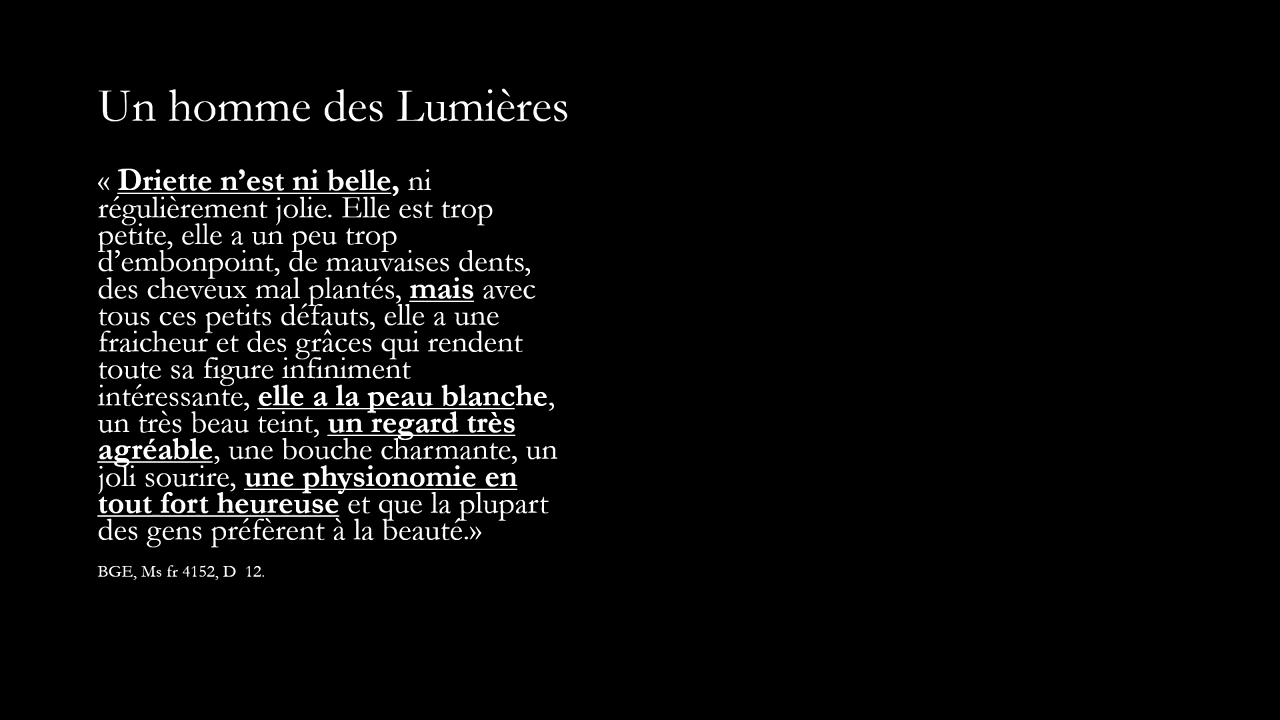 Un homme des Lumières
« Driette n’est ni belle, ni
régulièrement jolie. Elle est trop
petite, elle a un peu trop
d’embonpoint, de mauvaises dents,
des cheveux mal plantés, mais avec
tous ces petits défauts, elle a une
fraicheur et des grâces qui rendent
toute sa figure infiniment
intéressante, elle a la peau blanche,
un très beau teint, un regard très
agréable, une bouche charmante, un
joli sourire, une physionomie en
tout fort heureuse et que la plupart
des gens préfèrent à la beauté.»
BGE, Ms fr 4152, D 12.